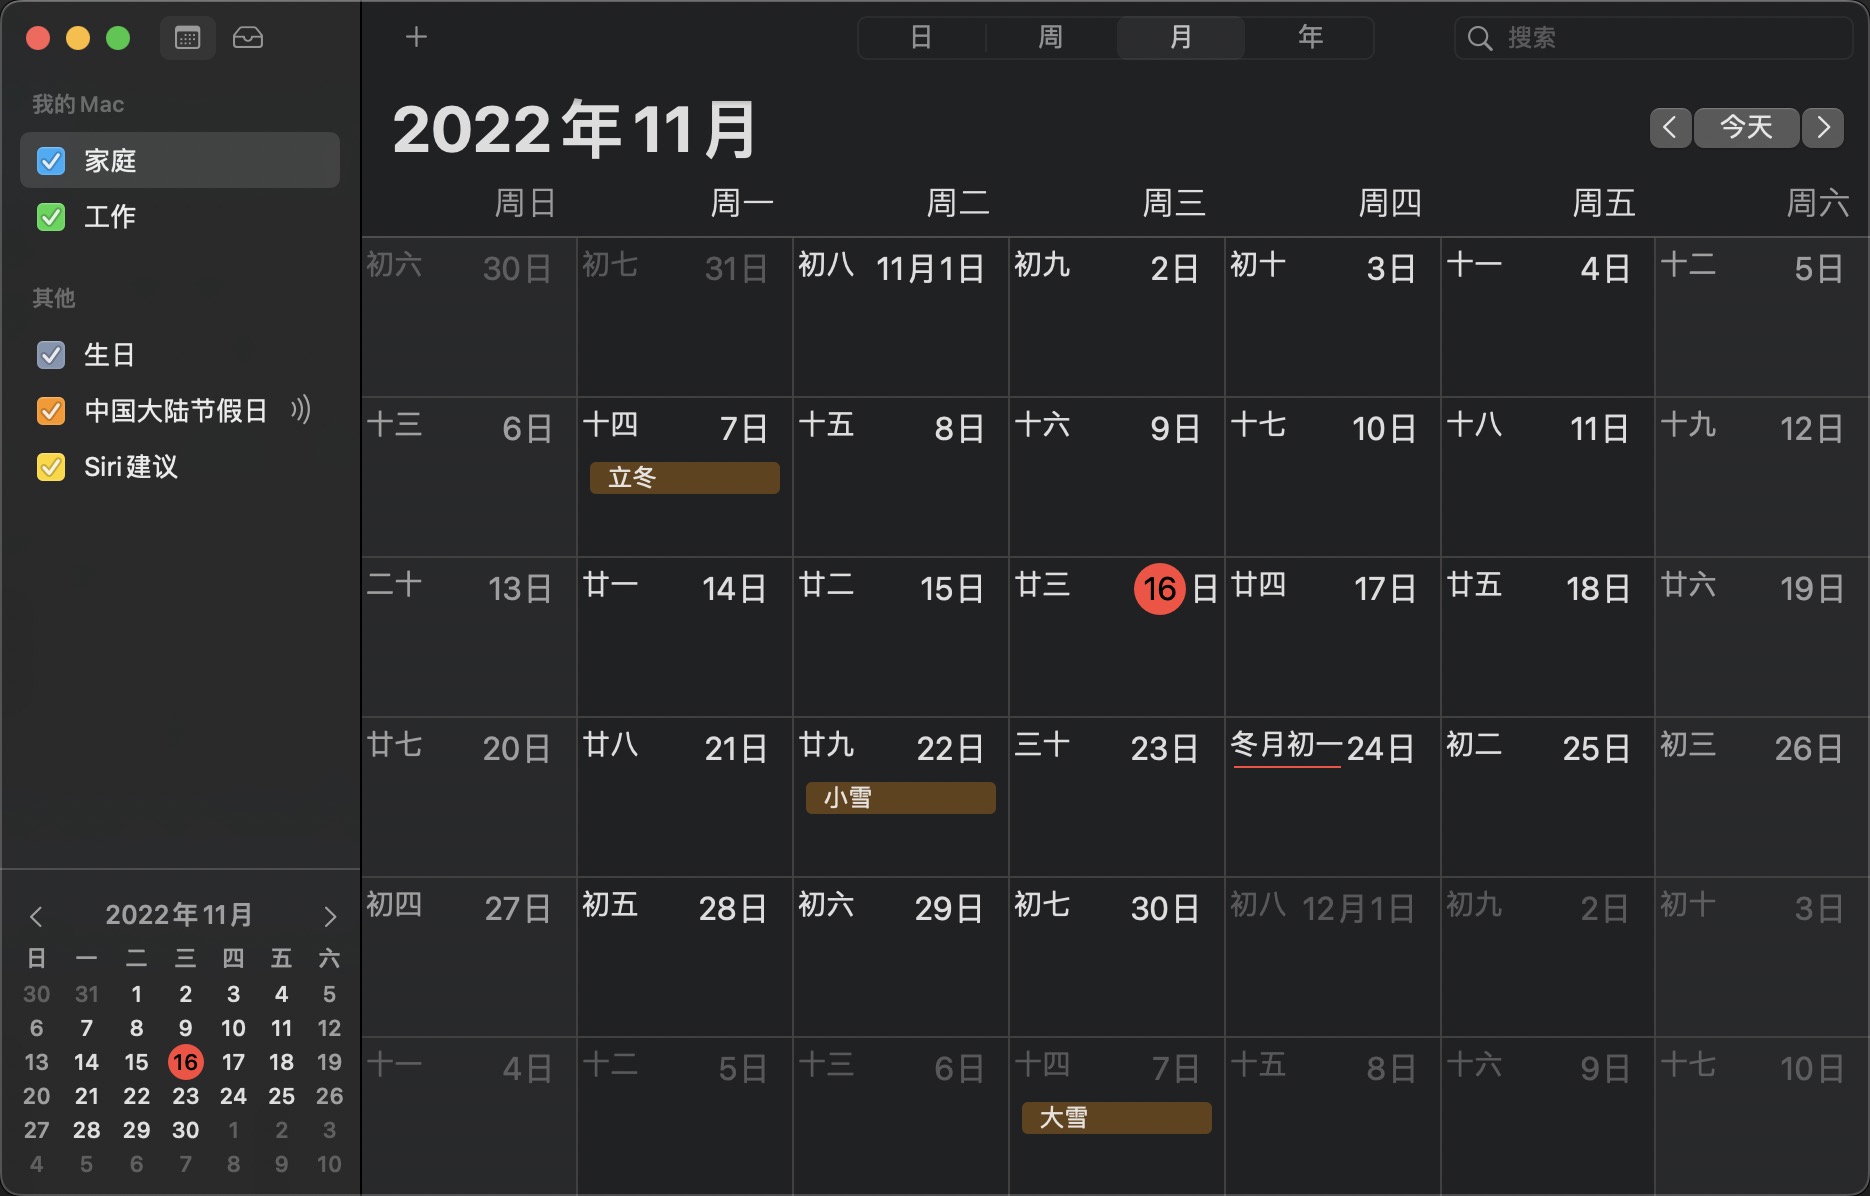 我的Mac
家庭
工作
其他
生日
中国大陆节假日
Siri建议
2022年11月
日 一 二 三 四 五 六
30 31 1 2 3 4 5
6 7 8 9 10 11 12
13 14 15 16 17 18 19
20 21 22 23 24 25 26
27 28 29 30 1 2 3
4 5 6 7 8 9 10
日 周 月 年
搜索
2022年11月
今天
周日 周一 周二 周三 周四 周五 周六
初六 30日 初七 31日 初八 11月1日 初九 2日 初十 3日 十一 4日 十二 5日
十三 6日 十四 7日 十五 8日 十六 9日 十七 10日 十八 11日 十九 12日
立冬
二十 13日 廿一 14日 廿二 15日 廿三 16日 廿四 17日 廿五 18日 廿六 19日
廿七 20日 廿八 21日 廿九 22日 三十 23日 冬月初一 24日 初二 25日 初三 26日
小雪
初四 27日 初五 28日 初六 29日 初七 30日 初八 12月1日 初九 2日 初十 3日
十一 4日 十二 5日 十三 6日 十四 7日 十五 8日 十六 9日 十七 10日
大雪